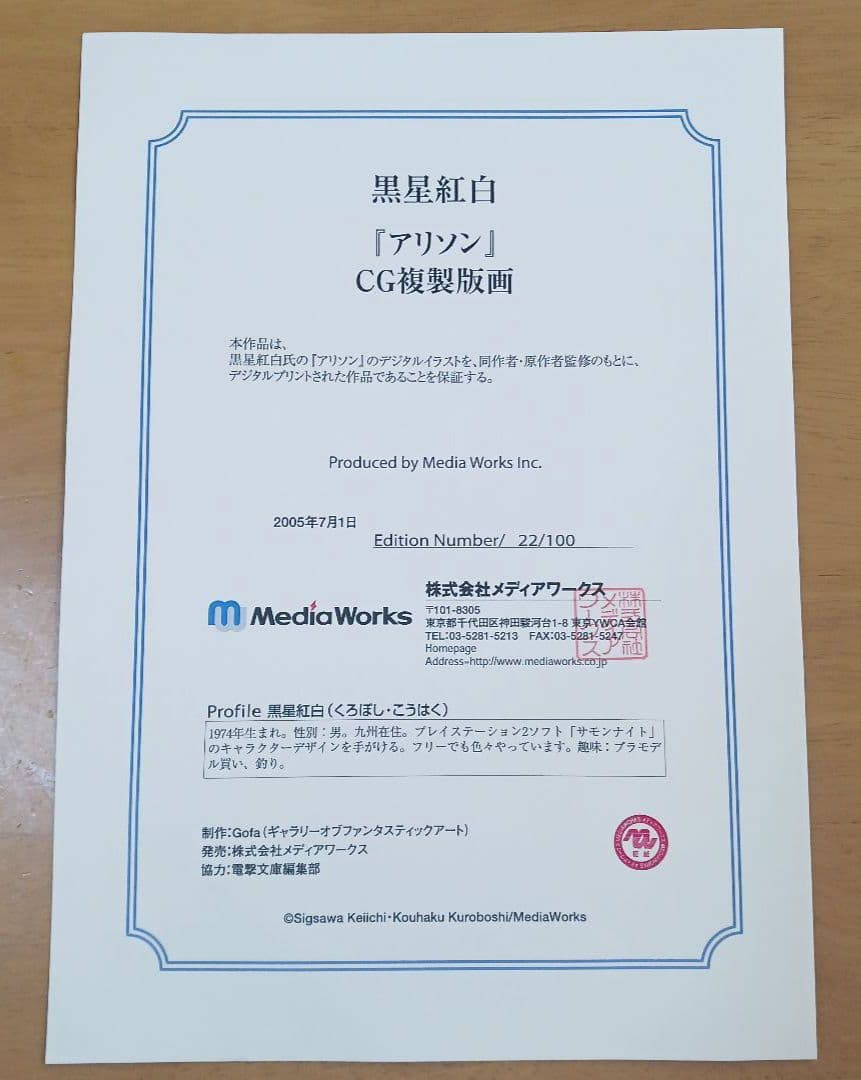 黒星紅白
『アリソン』
CG複製版画
本作品は、
黒星紅白氏の『アリソン』のデジタルイラストを、同作者・原作者監修のもとに、
デジタルプリントされた作品であることを保証する。
Produced by Media Works Inc.
2005年7月1日
Edition Number/ 22/100
MediaWorks
株式会社メディアワークス
〒101-8305
東京都千代田区神田駿河台1-8 東京YWCA会館
TEL:03-5281-5213 FAX:03-5281-5247
Homepage
Address=http://www.mediaworks.co.jp
株式会社
メディア
ワークス
Profile 黒星紅白(くろぼし・こうはく)
1974年生まれ。性別：男。九州在住。プレイステーション2ソフト「サモンナイト」
のキャラクターデザインを手がける。フリーでも色々やっています。趣味：プラモデ
ル買い、釣り。
制作:Gofa(ギャラリーオブファンタスティックアート)
発売:株式会社メディアワークス
協力:電撃文庫編集部
©Sigsawa Keiichi・Kouhaku Kuroboshi/MediaWorks